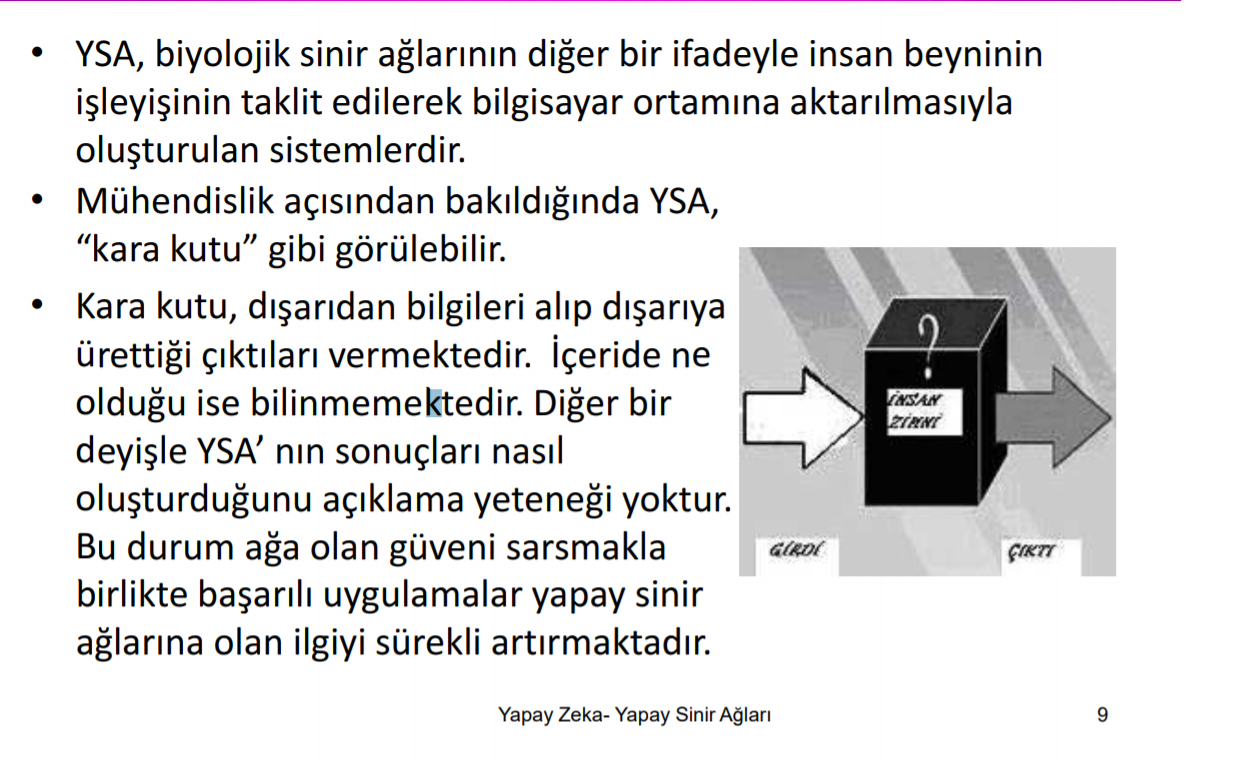 • YSA, biyolojik sinir ağlarının diğer bir ifadeyle insan beyninin
işleyişinin taklit edilerek bilgisayar ortamına aktarılmasıyla
oluşturulan sistemlerdir.
• Mühendislik açısından bakıldığında YSA,
“kara kutu” gibi görülebilir.
• Kara kutu, dışarıdan bilgileri alıp dışarıya
ürettiği çıktıları vermektedir. İçeride ne
olduğu ise bilinmemektedir. Diğer bir
deyişle YSA’ nın sonuçları nasıl
oluşturduğunu açıklama yeteneği yoktur.
Bu durum ağa olan güveni sarsmakla
birlikte başarılı uygulamalar yapay sinir
ağlarına olan ilgiyi sürekli artırmaktadır.
?
İNSAN
ZİHNİ
GİRDİ
ÇIKTI
Yapay Zeka- Yapay Sinir Ağları
9